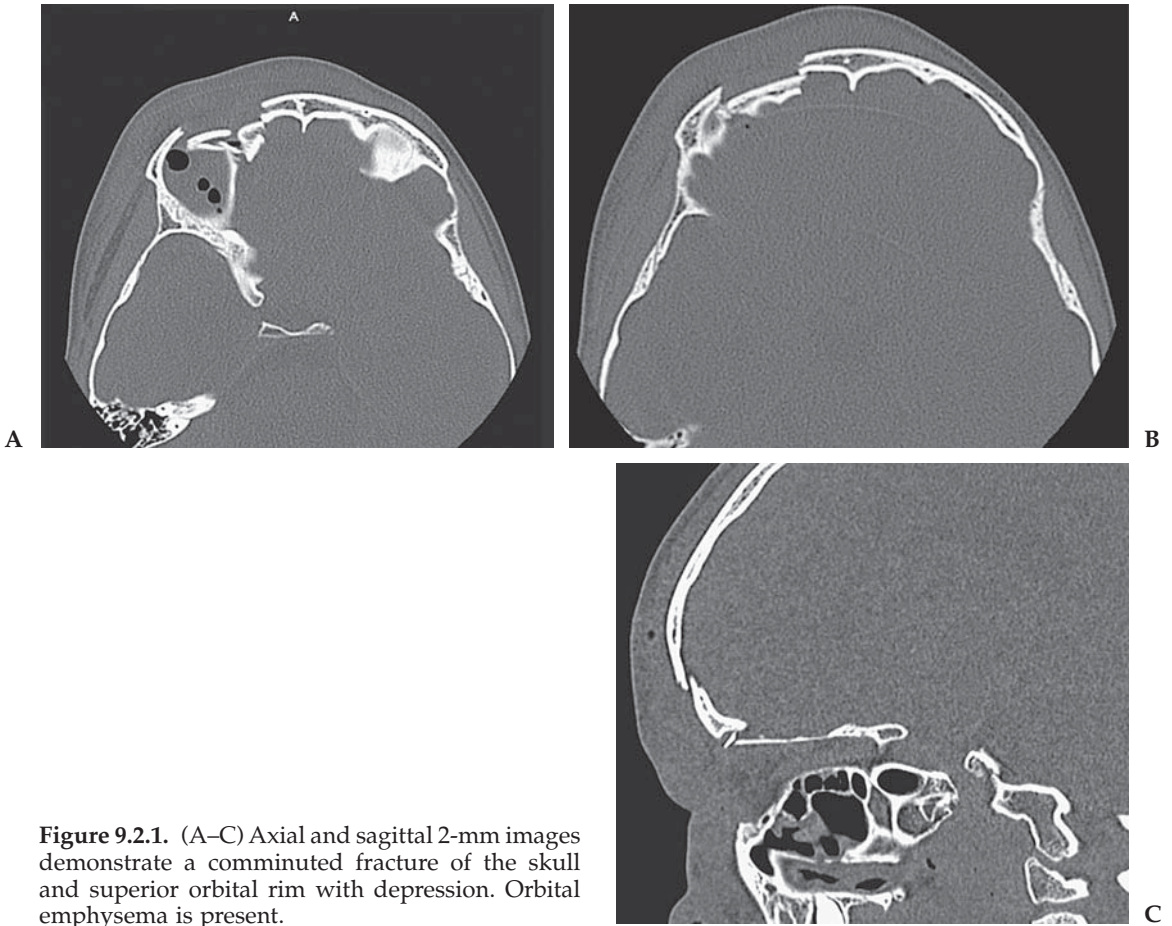 A
A
B
Figure 9.2.1. (A–C) Axial and sagittal 2-mm images
demonstrate a comminuted fracture of the skull
and superior orbital rim with depression. Orbital
emphysema is present.
C